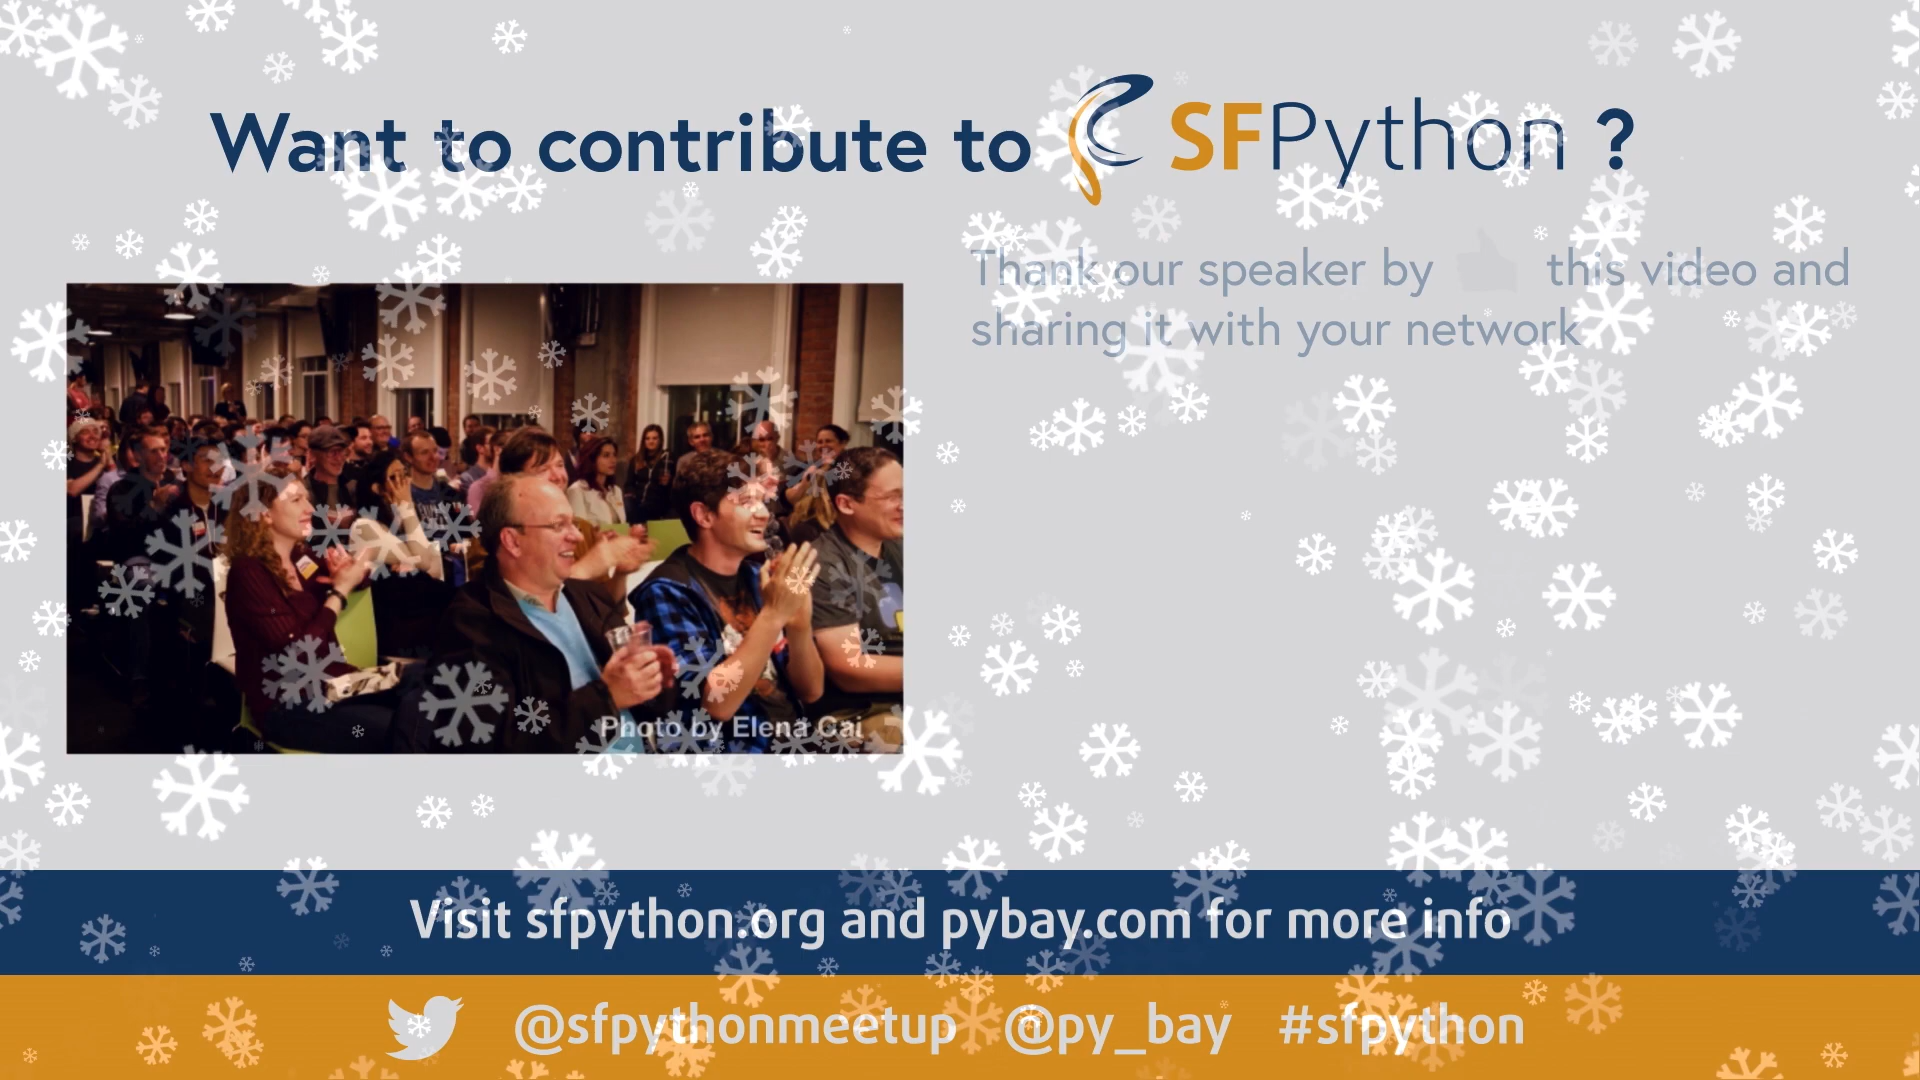 Want to contribute to SFPython ?
Thank our speaker by this video and
sharing it with your network
Photo by Elena Cai
Visit sfpython.org and pybay.com for more info
@sfpythonmeetup @py_bay #sfpython